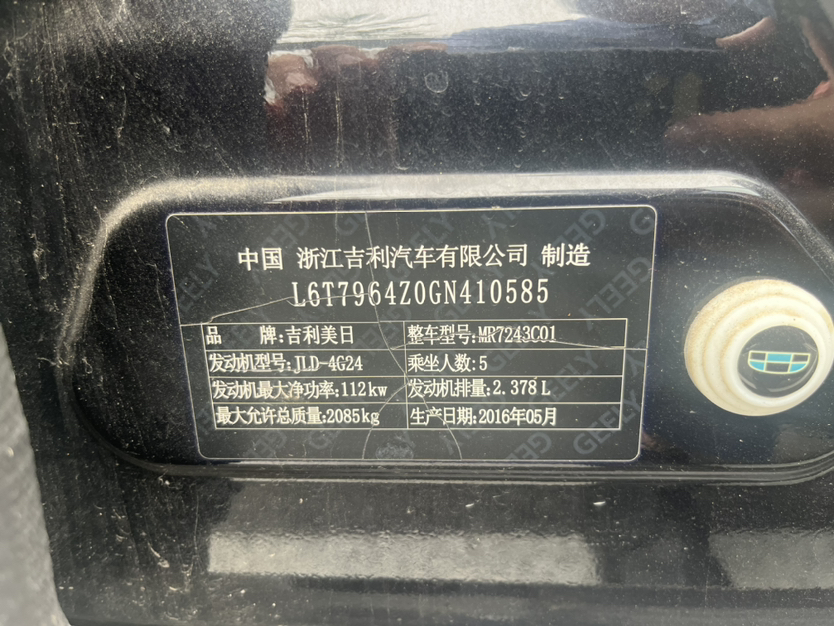 中国 浙江吉利汽车有限公司 制造
L6T7964Z0GN410585
品 牌:吉利美日 整车型号:MR7243C01
发动机型号:JLD-4G24 乘坐人数:5
发动机最大净功率:112kw 发动机排量:2.378L
最大允许总质量:2085kg 生产日期:2016年05月
GEELY